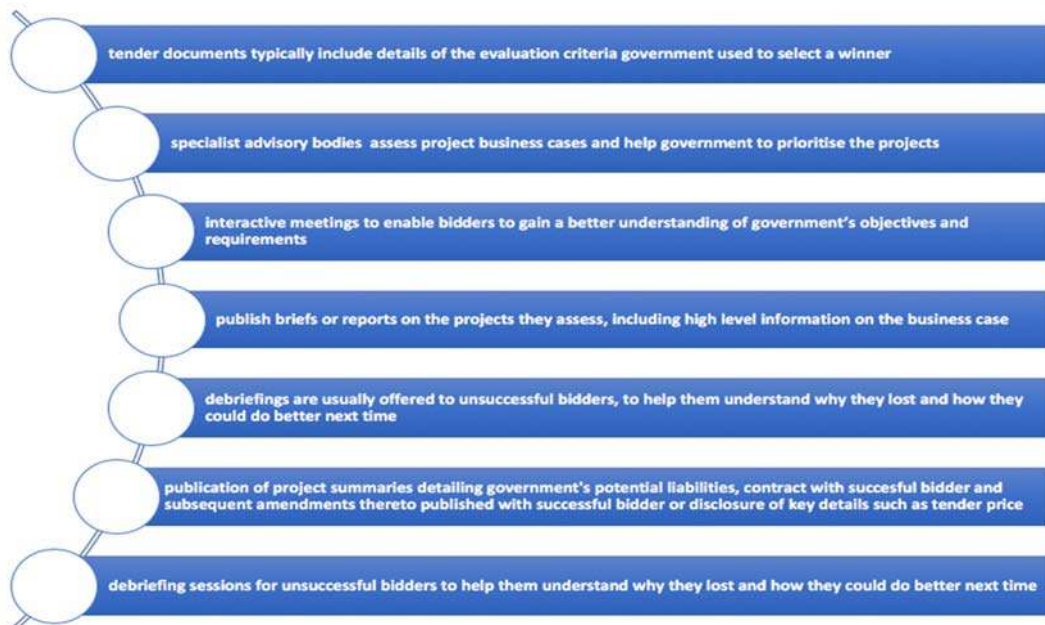 tender documents typically include details of the evaluation criteria government used to select a winner
specialist advisory bodies assess project business cases and help government to prioritise the projects
interactive meetings to enable bidders to gain a better understanding of government's objectives and
requirements
publish briefs or reports on the projects they assess, including high level information on the business case
debriefings are usually offered to unsuccessful bidders, to help them understand why they lost and how they
could do better next time
publication of project summaries detailing government's potential liabilities, contract with succesful bidder and
subsequent amendments thereto published with successful bidder or disclosure of key details such as tender price
debriefing sessions for unsuccessful bidders to help them understand why they lost and how they could do better next time